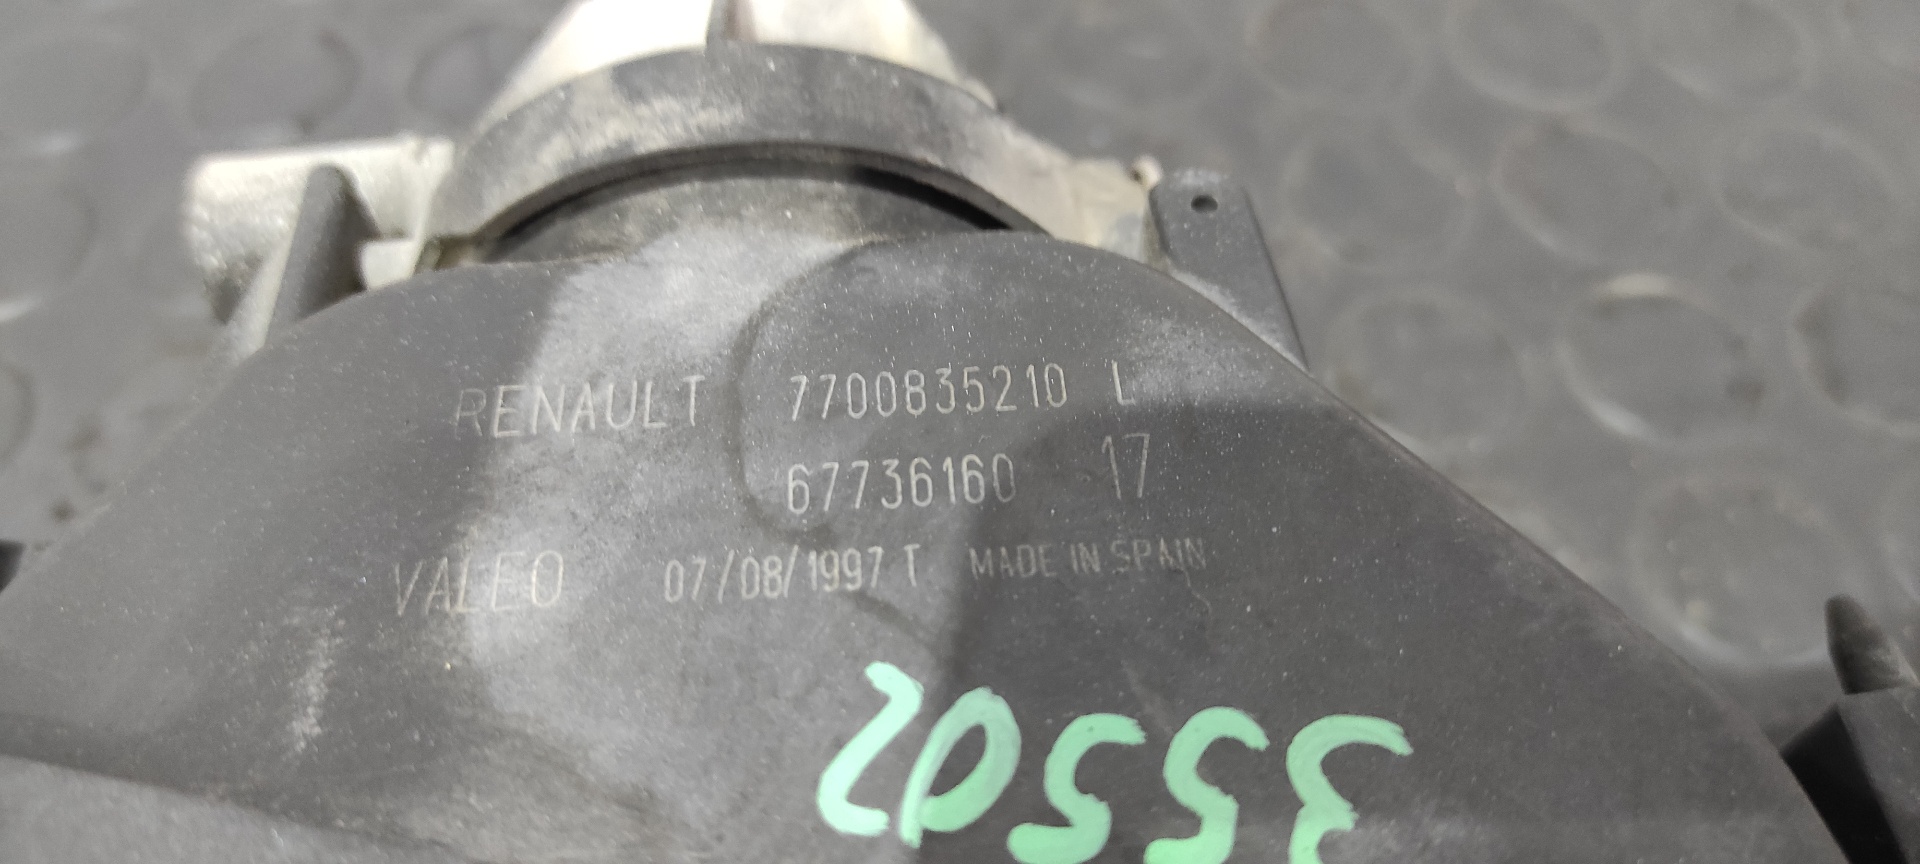 RENAULT 7700835210 L
67736160 17
VALEO 07/08/1997 T MADE IN SPAIN
35502